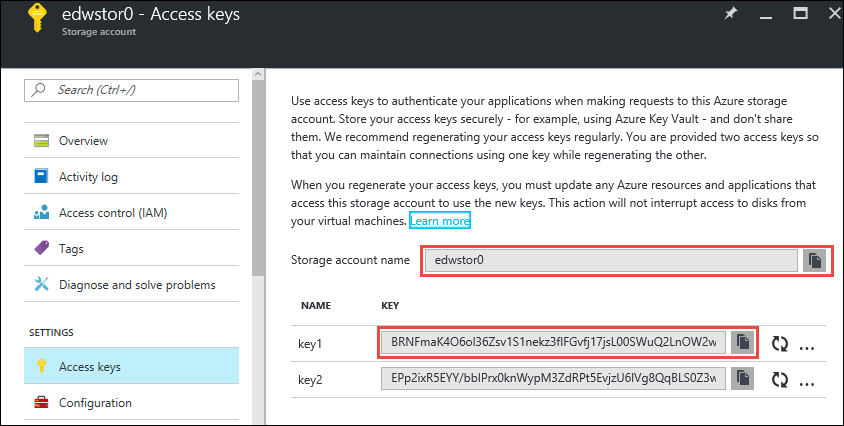 edwstor0 - Access keys
Storage account
Search (Ctrl+/)
Overview
Activity log
Access control (IAM)
Tags
Diagnose and solve problems
SETTINGS
Access keys
Configuration
Use access keys to authenticate your applications when making requests to this Azure storage
account. Store your access keys securely - for example, using Azure Key Vault - and don't share
them. We recommend regenerating your access keys regularly. You are provided two access keys so
that you can maintain connections using one key while regenerating the other.
When you regenerate your access keys, you must update any Azure resources and applications that
access this storage account to use the new keys. This action will not interrupt access to disks from
your virtual machines. Learn more
Storage account name edwstor0
NAME KEY
key1
key2